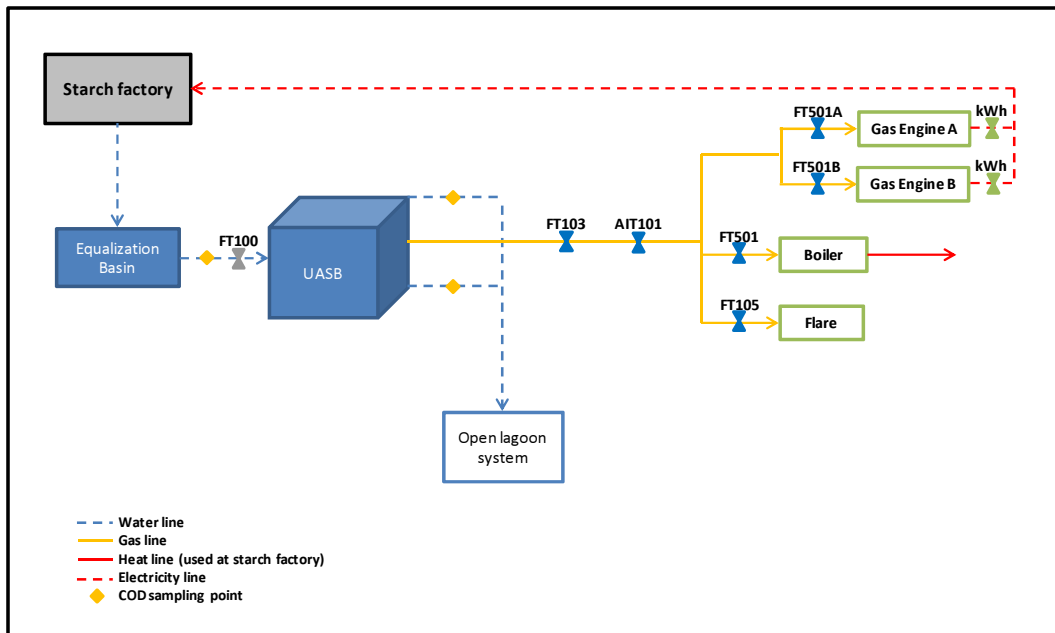 Starch factory
FT501A
kWh
Gas Engine A
FT501B
kWh
Gas Engine B
Equalization
Basin
FT100
UASB
FT103
AIT101
FT501
Boiler
FT105
Flare
Open lagoon
system
Water line
Gas line
Heat line (used at starch factory)
Electricity line
COD sampling point